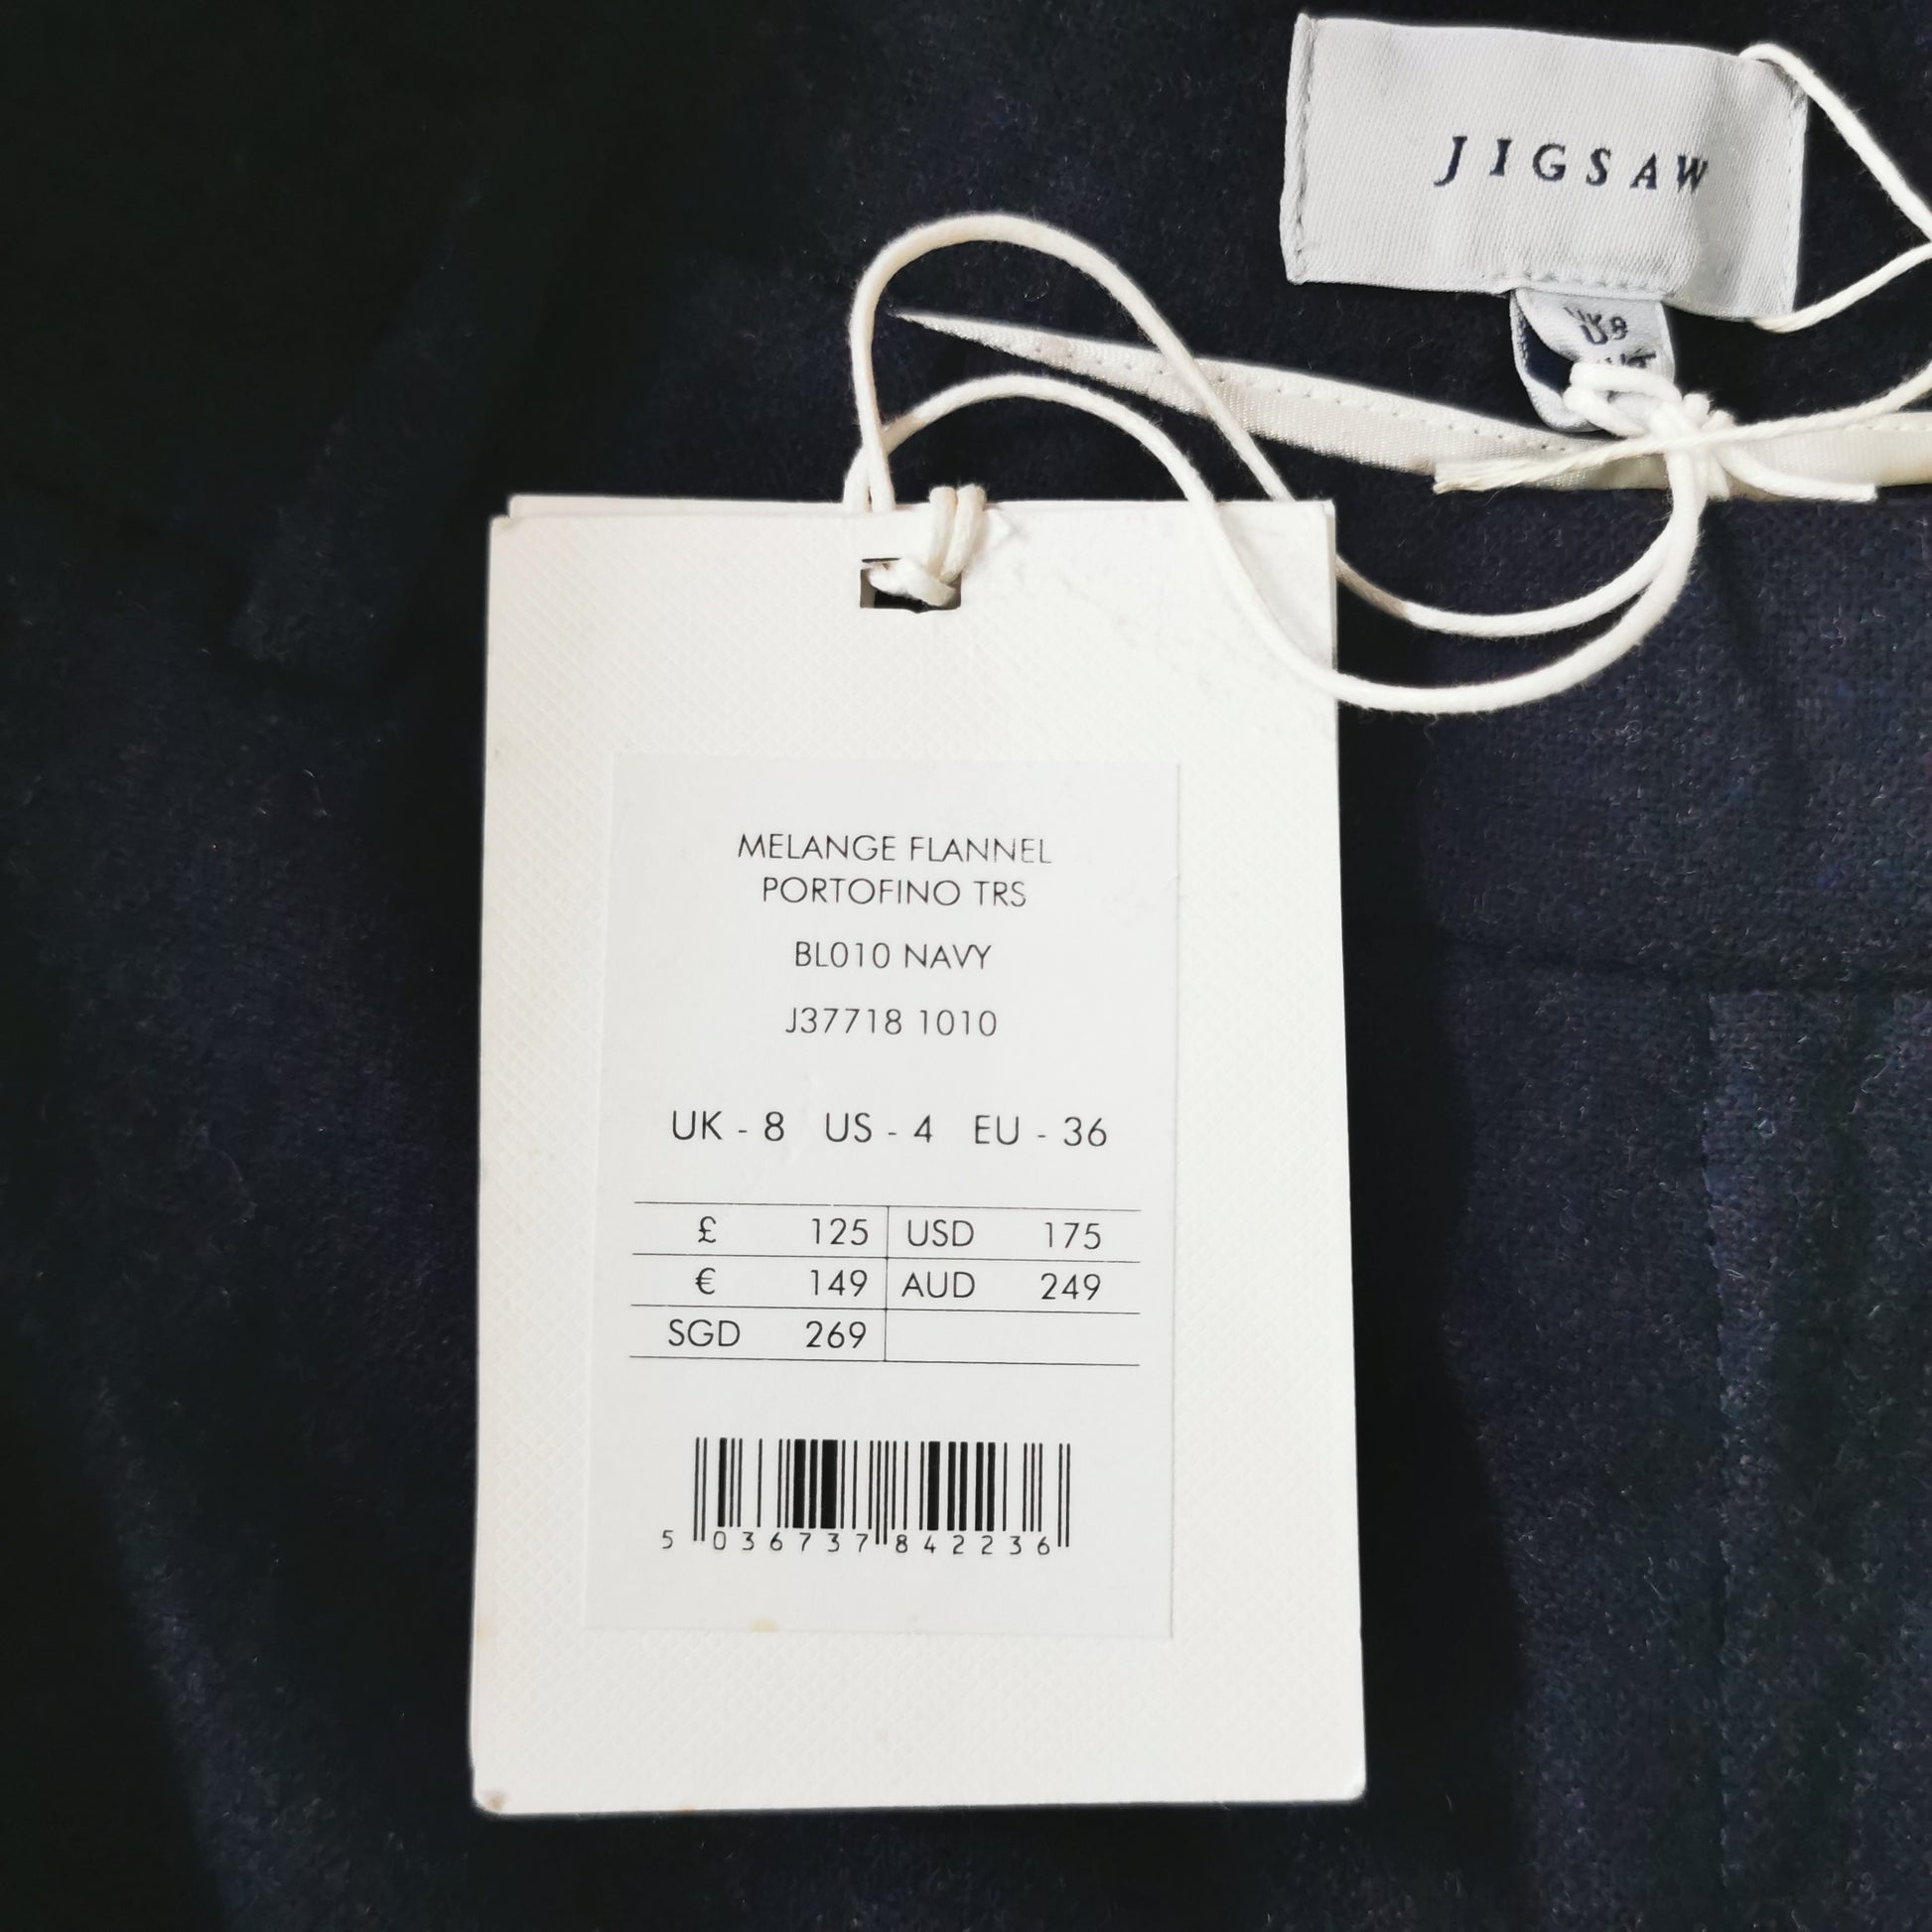 JIGSAW
MELANGE FLANNEL
PORTOFINO TRS
BL010 NAVY
J37718 1010
UK - 8 US - 4 EU - 36
£ 125 USD 175
€ 149 AUD 249
SGD 269
5 036737 842236